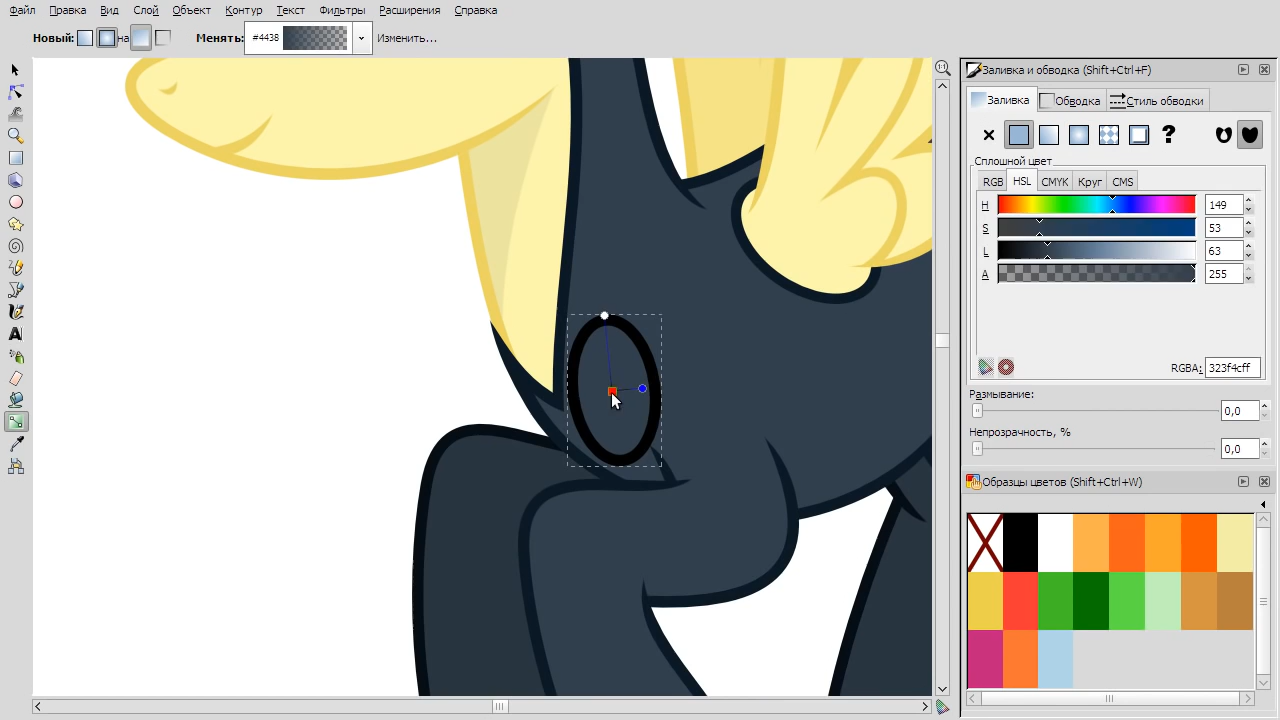 Файл Правка Вид Слой Объект Контур Текст Фильтры Расширения Справка
Новый: на Менять: #4438 Изменить...
Заливка и обводка (Shift+Ctrl+F)
Заливка Обводка Стиль обводки
Сплошной цвет
RGB HSL CMYK Круг CMS
H 149
S 53
L 63
A 255
RGBA: 323f4cff
Размывание:
0,0
Непрозрачность, %
0,0
Образцы цветов (Shift+Ctrl+W)